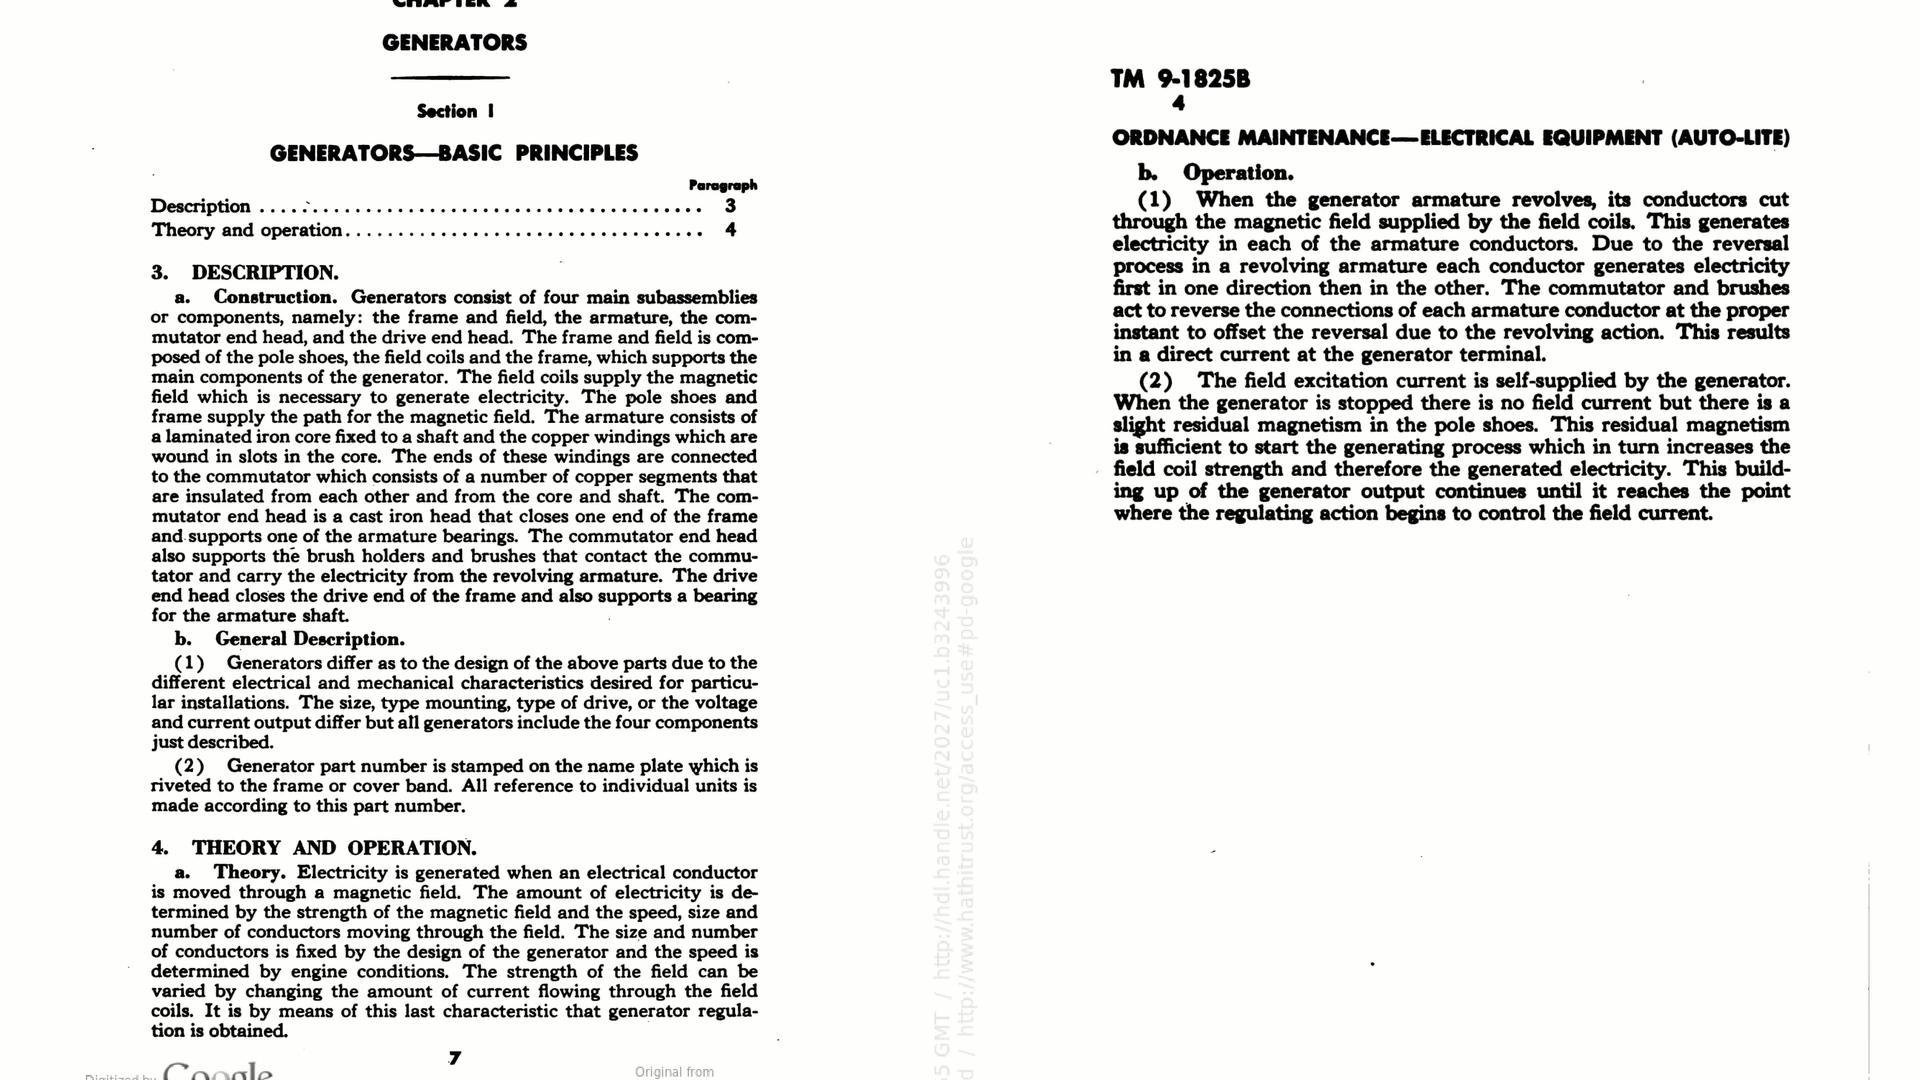 CHAPTER 2
GENERATORS
Section I
GENERATORS—BASIC PRINCIPLES
Paragraph
Description ........................................ 3
Theory and operation.................................. 4
3. DESCRIPTION.
a. Construction. Generators consist of four main subassemblies
or components, namely: the frame and field, the armature, the com-
mutator end head, and the drive end head. The frame and field is com-
posed of the pole shoes, the field coils and the frame, which supports the
main components of the generator. The field coils supply the magnetic
field which is necessary to generate electricity. The pole shoes and
frame supply the path for the magnetic field. The armature consists of
a laminated iron core fixed to a shaft and the copper windings which are
wound in slots in the core. The ends of these windings are connected
to the commutator which consists of a number of copper segments that
are insulated from each other and from the core and shaft. The com-
mutator end head is a cast iron head that closes one end of the frame
and supports one of the armature bearings. The commutator end head
also supports the brush holders and brushes that contact the commu-
tator and carry the electricity from the revolving armature. The drive
end head closes the drive end of the frame and also supports a bearing
for the armature shaft.
b. General Description.
(1) Generators differ as to the design of the above parts due to the
different electrical and mechanical characteristics desired for particu-
lar installations. The size, type mounting, type of drive, or the voltage
and current output differ but all generators include the four components
just described.
(2) Generator part number is stamped on the name plate which is
riveted to the frame or cover band. All reference to individual units is
made according to this part number.
4. THEORY AND OPERATION.
a. Theory. Electricity is generated when an electrical conductor
is moved through a magnetic field. The amount of electricity is de-
termined by the strength of the magnetic field and the speed, size and
number of conductors moving through the field. The size and number
of conductors is fixed by the design of the generator and the speed is
determined by engine conditions. The strength of the field can be
varied by changing the amount of current flowing through the field
coils. It is by means of this last characteristic that generator regula-
tion is obtained.
7
Digitized by Google
Original from
5 GMT / http://hdl.handle.net/2027/uc1.b3243996
d / http://www.hathitrust.org/access_use#pd-google
TM 9-1825B
4
ORDNANCE MAINTENANCE—ELECTRICAL EQUIPMENT (AUTO-LITE)
b. Operation.
(1) When the generator armature revolves, its conductors cut
through the magnetic field supplied by the field coils. This generates
electricity in each of the armature conductors. Due to the reversal
process in a revolving armature each conductor generates electricity
first in one direction then in the other. The commutator and brushes
act to reverse the connections of each armature conductor at the proper
instant to offset the reversal due to the revolving action. This results
in a direct current at the generator terminal.
(2) The field excitation current is self-supplied by the generator.
When the generator is stopped there is no field current but there is a
slight residual magnetism in the pole shoes. This residual magnetism
is sufficient to start the generating process which in turn increases the
field coil strength and therefore the generated electricity. This build-
ing up of the generator output continues until it reaches the point
where the regulating action begins to control the field current.